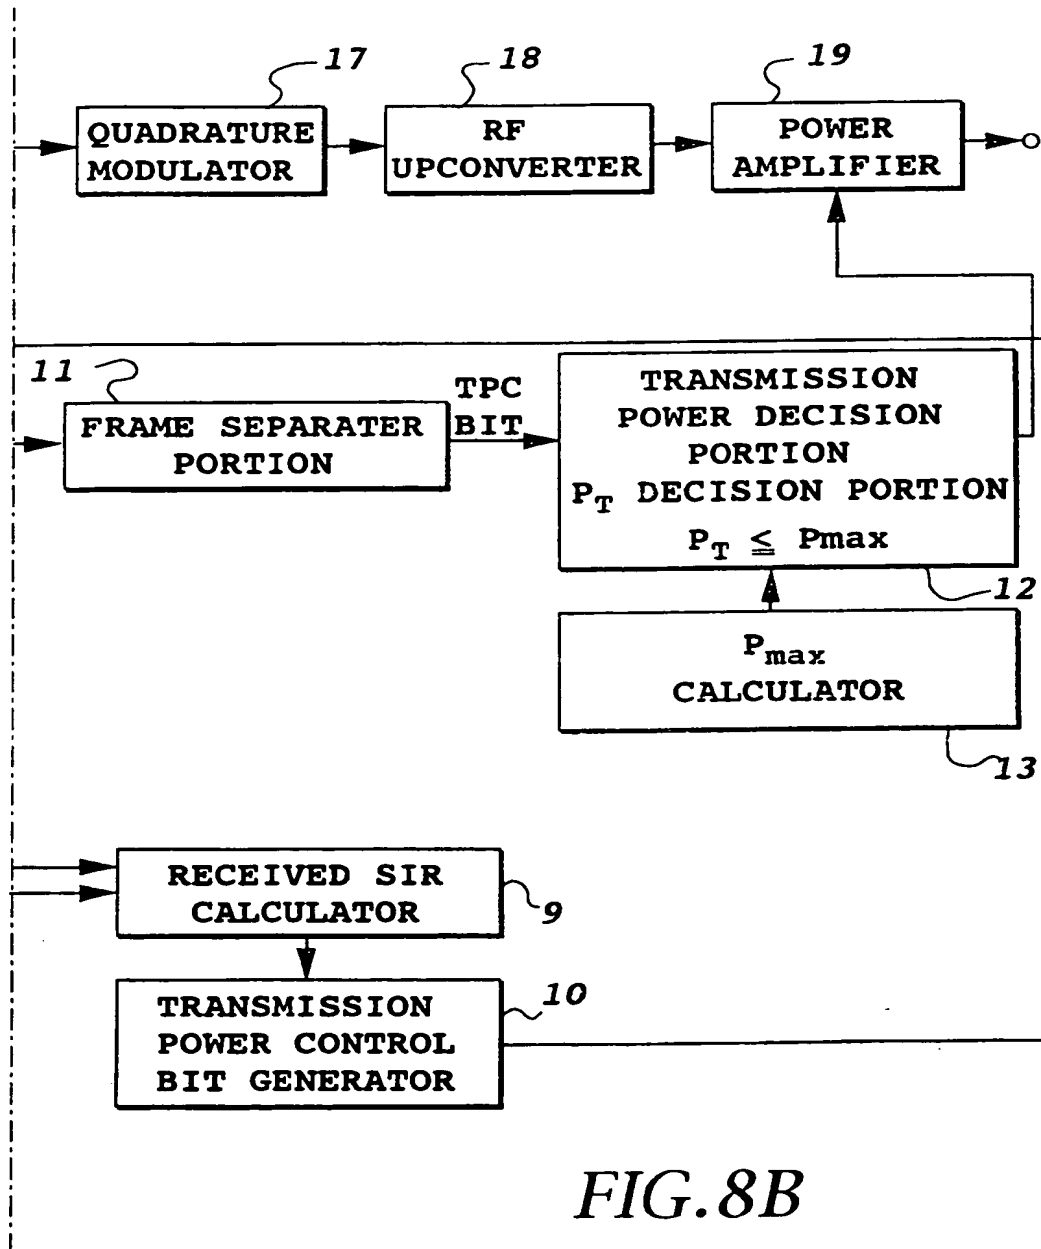 17
18
19
QUADRATURE
MODULATOR
RF
UPCONVERTER
POWER
AMPLIFIER
11
FRAME SEPARATER
PORTION
TPC
BIT
TRANSMISSION
POWER DECISION
PORTION
P_T DECISION PORTION
P_T ≦ Pmax
12
P_max
CALCULATOR
13
RECEIVED SIR
CALCULATOR
9
TRANSMISSION
POWER CONTROL
BIT GENERATOR
10
FIG.8B